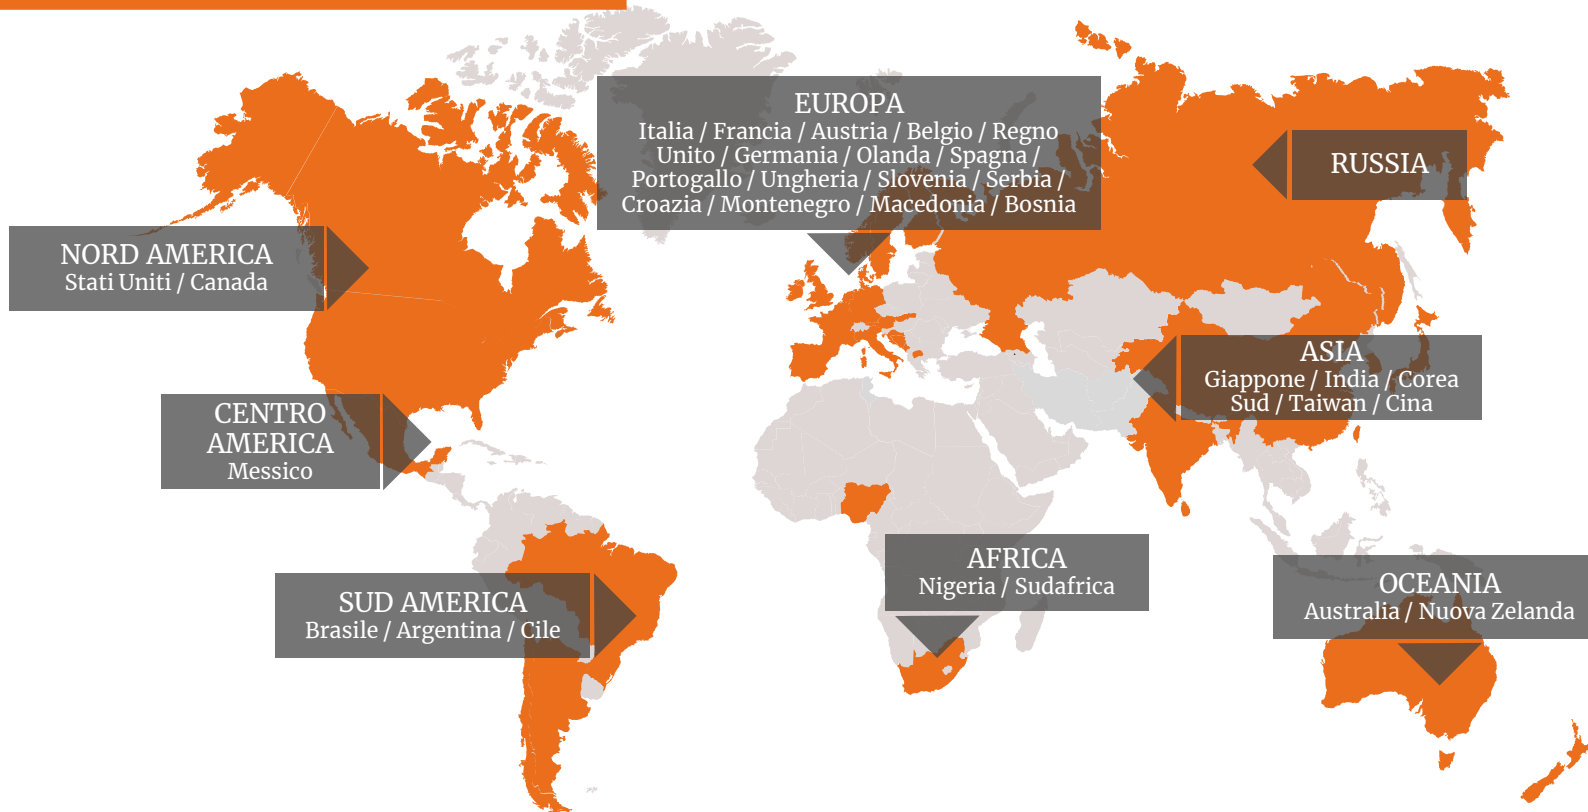 EUROPA
Italia / Francia / Austria / Belgio / Regno
Unito / Germania / Olanda / Spagna /
Portogallo / Ungheria / Slovenia / Serbia /
Croazia / Montenegro / Macedonia / Bosnia
RUSSIA
NORD AMERICA
Stati Uniti / Canada
ASIA
Giappone / India / Corea
Sud / Taiwan / Cina
CENTRO
AMERICA
Messico
AFRICA
Nigeria / Sudafrica
OCEANIA
Australia / Nuova Zelanda
SUD AMERICA
Brasile / Argentina / Cile